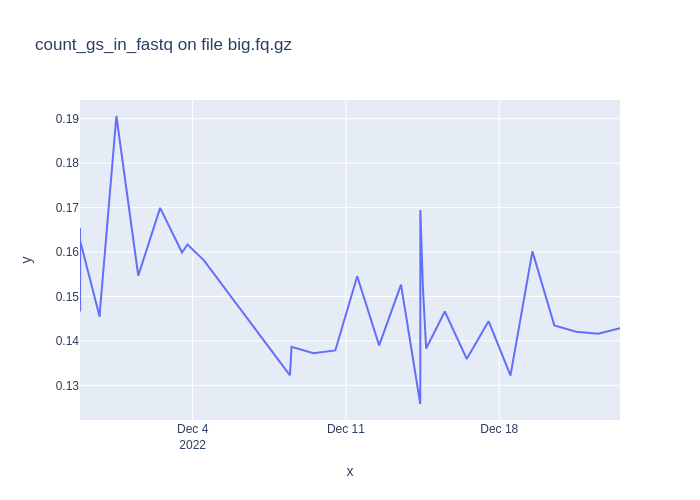 count_gs_in_fastq on file big.fq.gz
0.19
0.18
0.17
0.16
0.15
0.14
0.13
y
Dec 4
2022
Dec 11
Dec 18
x